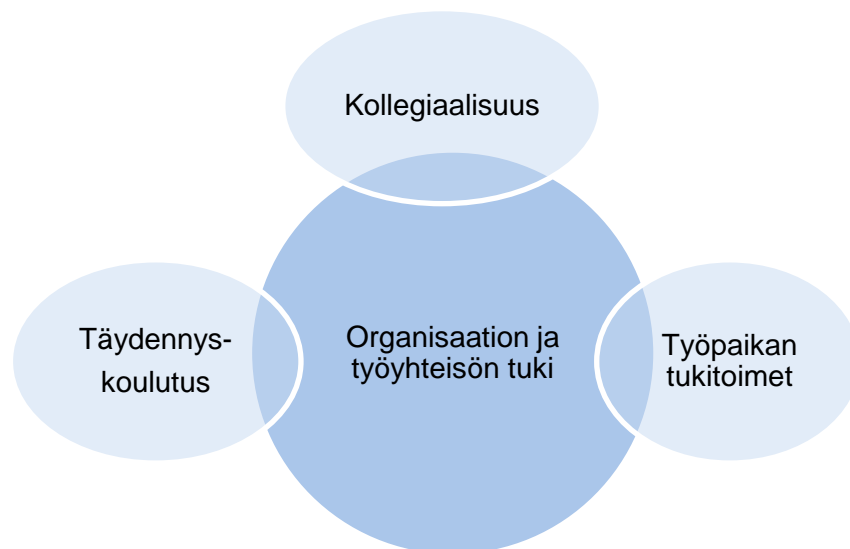 Kollegiaalisuus
Täydennys-
koulutus
Organisaation ja
työyhteisön tuki
Työpaikan
tukitoimet